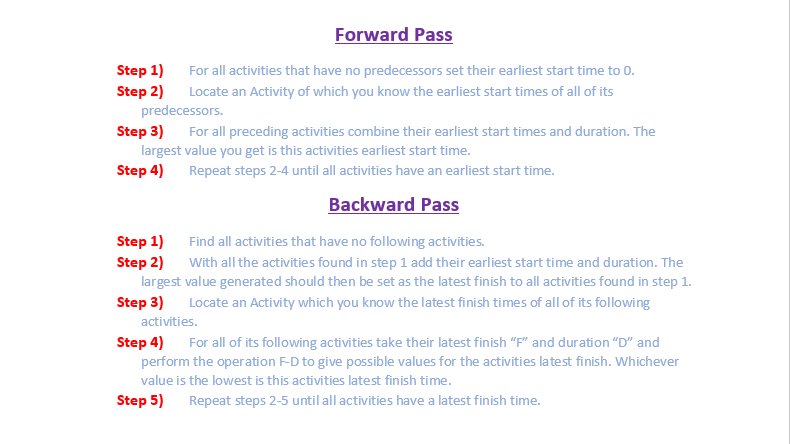 Forward Pass
Step 1) For all activities that have no predecessors set their earliest start time to 0.
Step 2) Locate an Activity of which you know the earliest start times of all of its
predecessors.
Step 3) For all preceding activities combine their earliest start times and duration. The
largest value you get is this activities earliest start time.
Step 4) Repeat steps 2-4 until all activities have an earliest start time.
Backward Pass
Step 1) Find all activities that have no following activities.
Step 2) With all the activities found in step 1 add their earliest start time and duration. The
largest value generated should then be set as the latest finish to all activities found in step 1.
Step 3) Locate an Activity which you know the latest finish times of all of its following
activities.
Step 4) For all of its following activities take their latest finish “F” and duration “D” and
perform the operation F-D to give possible values for the activities latest finish. Whichever
value is the lowest is this activities latest finish time.
Step 5) Repeat steps 2-5 until all activities have a latest finish time.